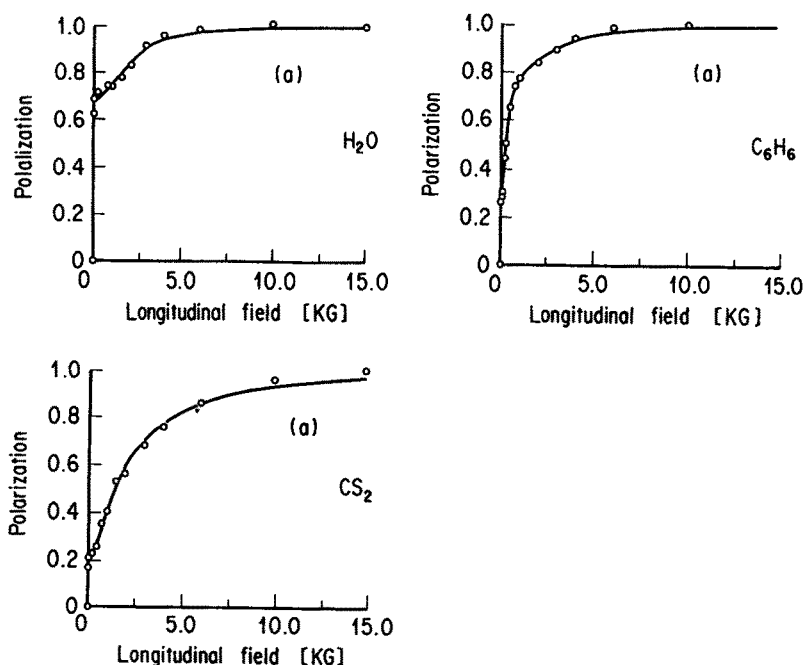 Polalization
1.0
0.8
0.6
0.4
0.2
0
(a)
H₂O
0 5.0 10.0 15.0
Longitudinal field [KG]
Polarization
1.0
0.8
0.6
0.4
0.2
0
(a)
C₆H₆
0 5.0 10.0 15.0
Longitudinal field [KG]
Polarization
1.0
0.8
0.6
0.4
0.2
0
(a)
CS₂
0 5.0 10.0 15.0
Longitudinal field [KG]